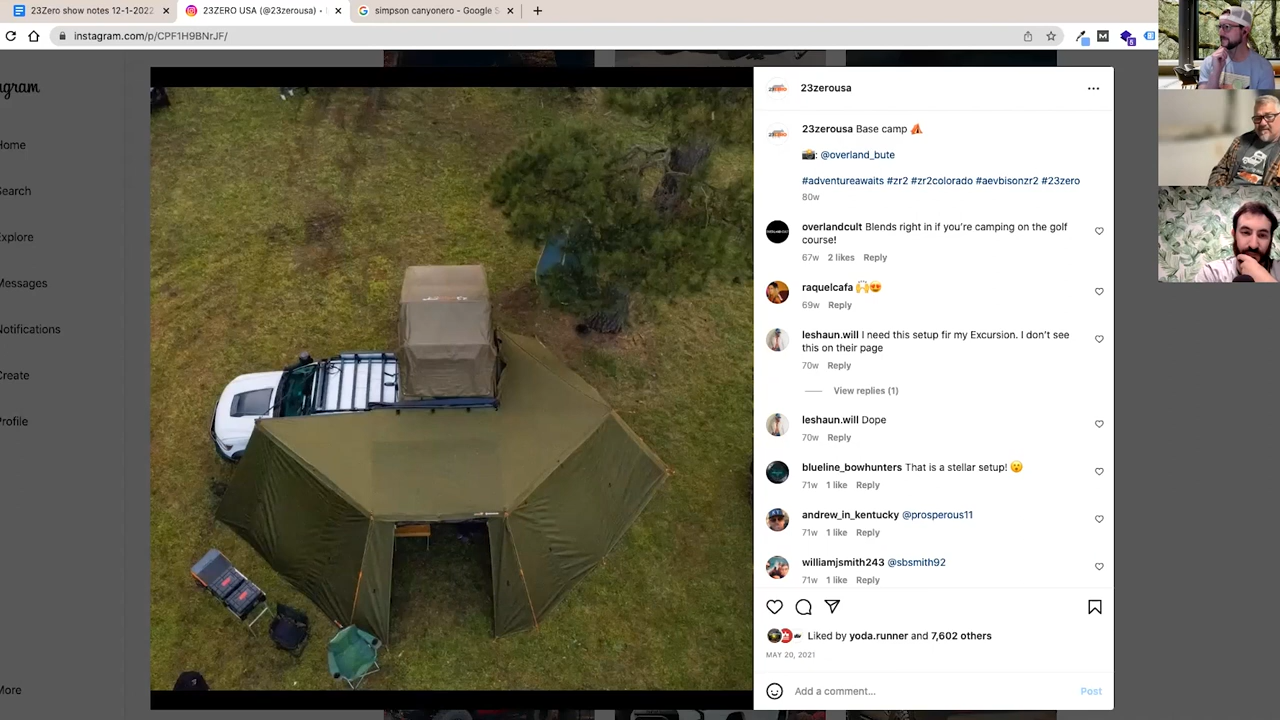 23Zero show notes 12-1-2022
23ZERO USA (@23zerousa) •
simpson canyonero - Google S
instagram.com/p/CPF1H9BNrJF/
agram
Home
Search
Explore
Messages
Notifications
Create
Profile
More
23zerousa
23zerousa Base camp ⛺
📸: @overland_bute
#adventureawaits #zr2 #zr2colorado #aevbisonzr2 #23zero
80w
overlandcult Blends right in if you're camping on the golf
course!
67w 2 likes Reply
raquelcafa 🙌😍
69w Reply
leshaun.will I need this setup fir my Excursion. I don't see
this on their page
70w Reply
View replies (1)
leshaun.will Dope
70w Reply
blueline_bowhunters That is a stellar setup! 😮
71w 1 like Reply
andrew_in_kentucky @prosperous11
71w 1 like Reply
williamjsmith243 @sbsmith92
71w 1 like Reply
Liked by yoda.runner and 7,602 others
MAY 20, 2021
Add a comment...
Post